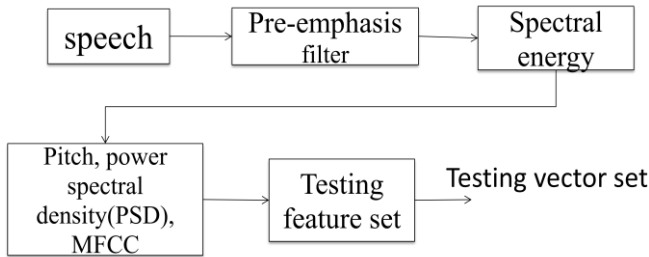 speech
Pre-emphasis
filter
Spectral
energy
Pitch, power
spectral
density(PSD),
MFCC
Testing
feature set
Testing vector set